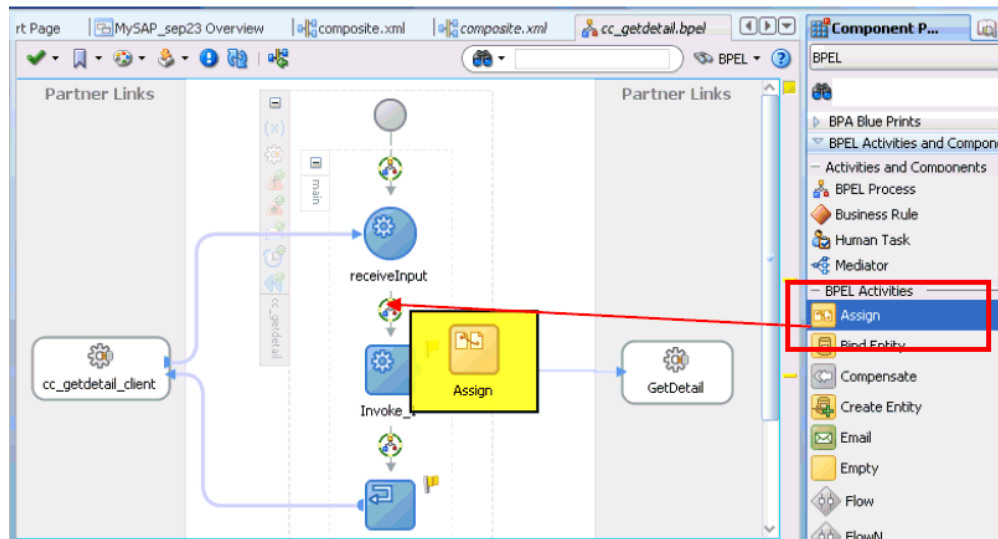 rt Page
MySAP_sep23 Overview
composite.xml
composite.xml
cc_getdetail.bpel
Component P...
BPEL
BPEL
Partner Links
Partner Links
main
receiveInput
cc_getdetail
cc_getdetail_client
Assign
Invoke_
GetDetail
BPA Blue Prints
BPEL Activities and Compon
Activities and Components
BPEL Process
Business Rule
Human Task
Mediator
BPEL Activities
Assign
Bind Entity
Compensate
Create Entity
Email
Empty
Flow
FlowN